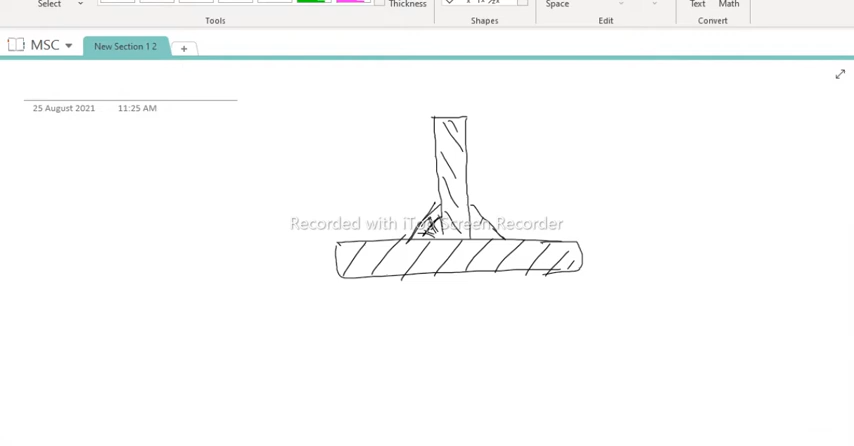 Select
Thickness
Space
Text Math
Tools
Shapes
Edit
Convert
MSC
New Section 1 2
25 August 2021 11:25 AM
Recorded with iTop Screen Recorder